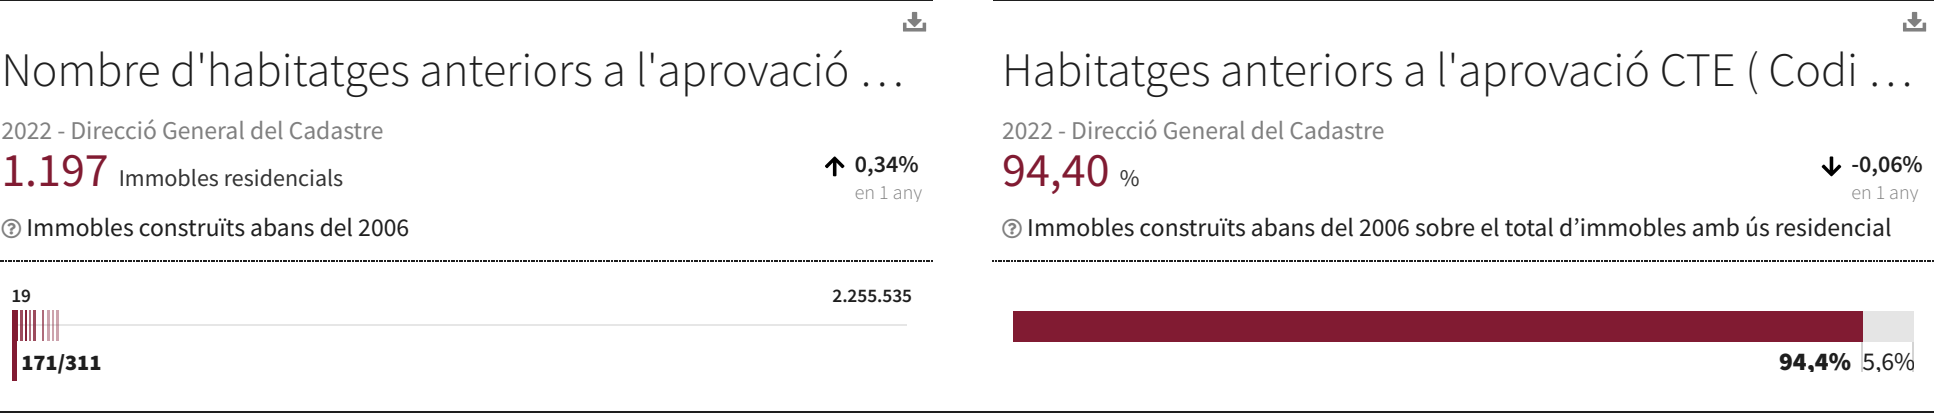 Nombre d'habitatges anteriors a l'aprovació ...
2022 - Direcció General del Cadastre
1.197 Immobles residencials
0,34%
en 1 any
Immobles construïts abans del 2006
19
2.255.535
171/311
Habitatges anteriors a l'aprovació CTE ( Codi ...
2022 - Direcció General del Cadastre
94,40 %
-0,06%
en 1 any
Immobles construïts abans del 2006 sobre el total d’immobles amb ús residencial
94,4%
5,6%